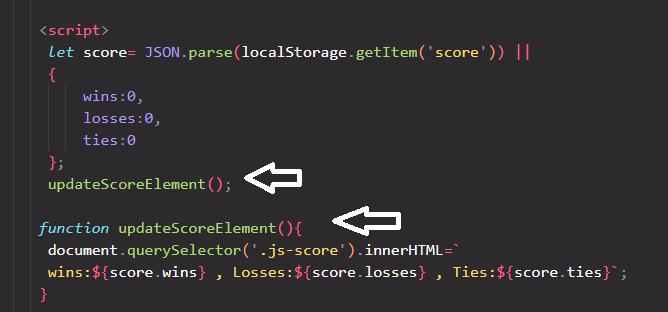 <script>
let score= JSON.parse(localStorage.getItem('score')) ||
{
wins:0,
losses:0,
ties:0
};
updateScoreElement();
function updateScoreElement(){
document.querySelector('.js-score').innerHTML=`
wins:${score.wins} , Losses:${score.losses} , Ties:${score.ties}`;
}